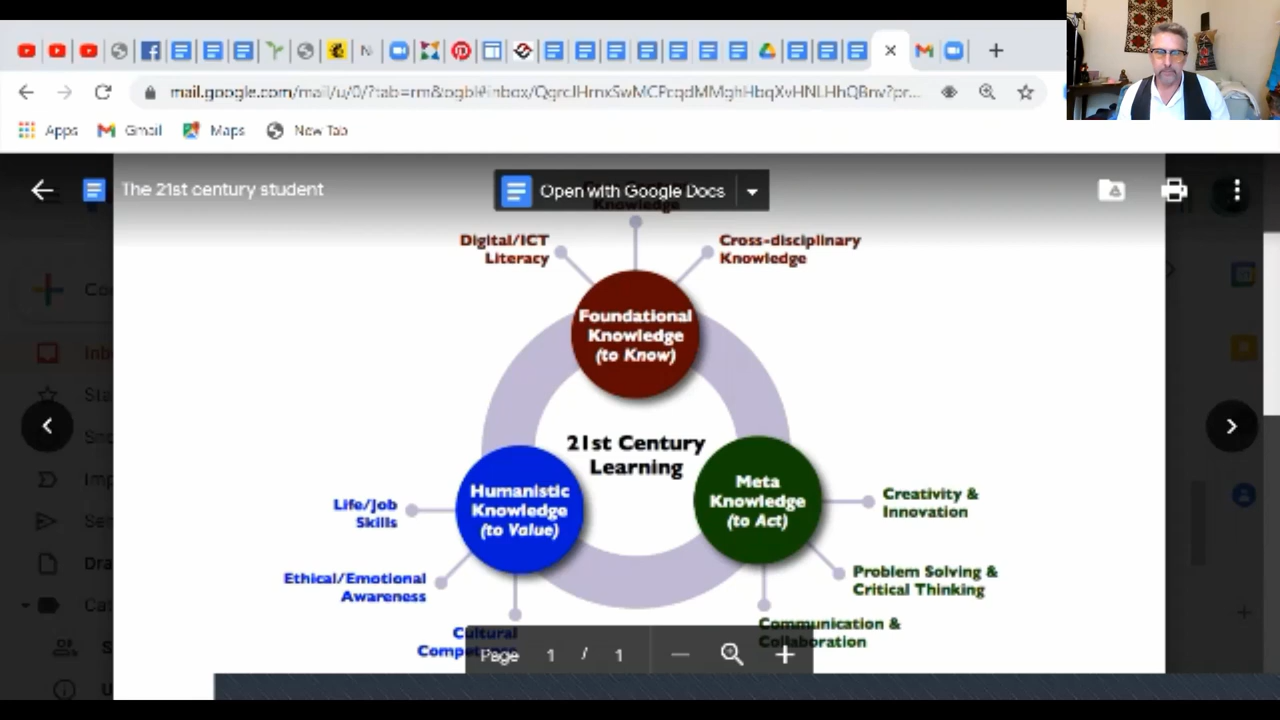 mail.google.com/mail/u/0/?tab=rm&ogbl#inbox/QgrcJHrnxSwMCPcqdMMghHbqXvHNLHhQBnv?pr...
Apps
Gmail
Maps
New Tab
The 21st century student
Open with Google Docs
Knowledge
Digital/ICT
Literacy
Cross-disciplinary
Knowledge
Foundational
Knowledge
(to Know)
21st Century
Learning
Humanistic
Knowledge
(to Value)
Meta
Knowledge
(to Act)
Life/Job
Skills
Creativity &
Innovation
Ethical/Emotional
Awareness
Problem Solving &
Critical Thinking
Cultural
Communication &
Collaboration
Page 1 / 1